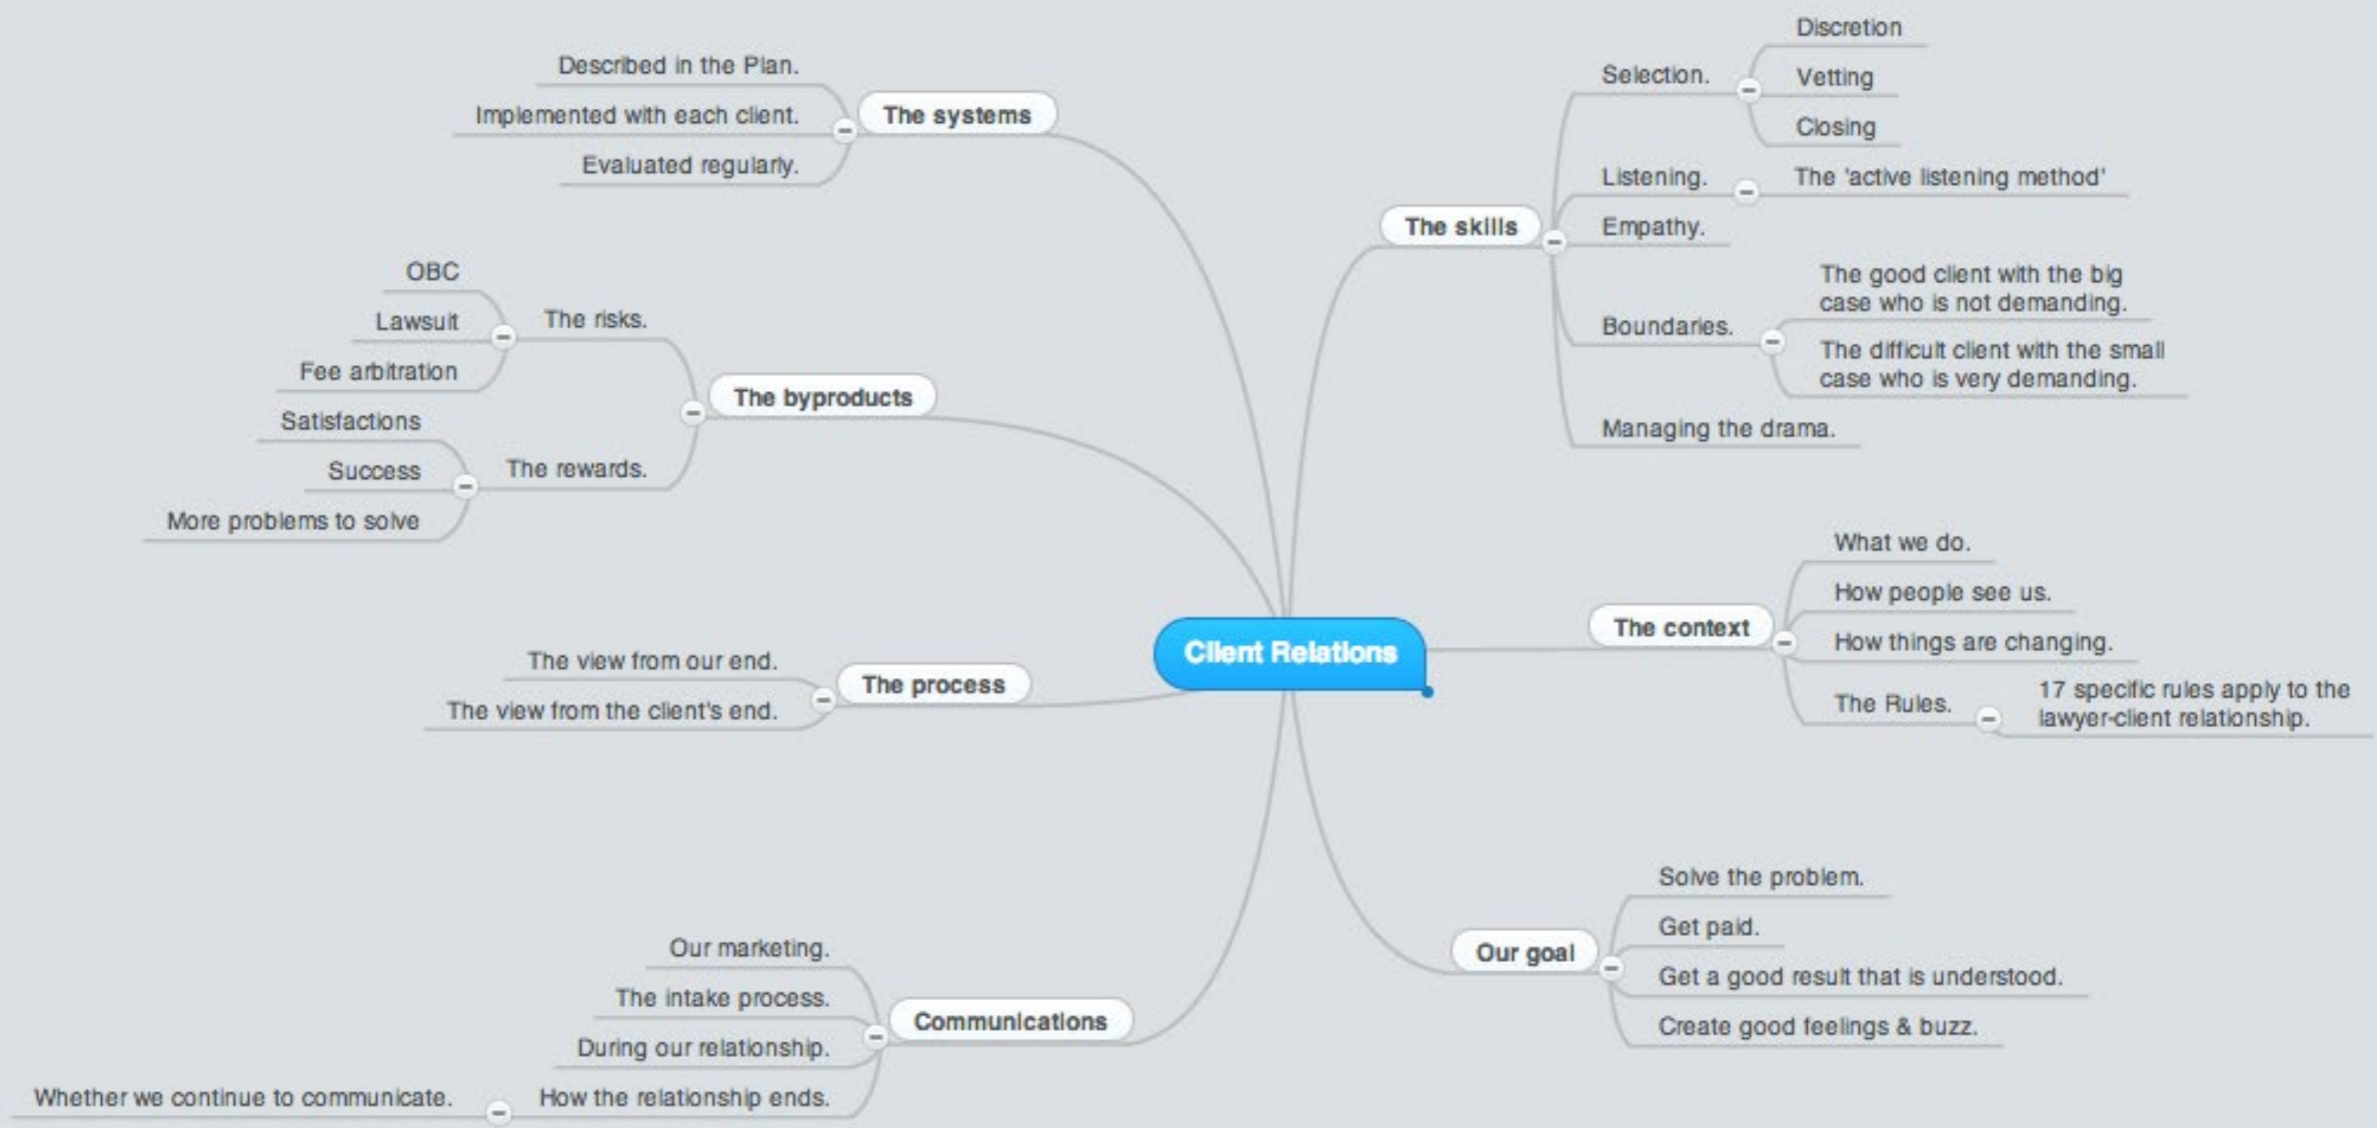 Client Relations
The systems
Described in the Plan.
Implemented with each client.
Evaluated regularly.
The byproducts
The risks.
OBC
Lawsuit
Fee arbitration
The rewards.
Satisfactions
Success
More problems to solve
The process
The view from our end.
The view from the client's end.
Communications
Our marketing.
The intake process.
During our relationship.
How the relationship ends.
Whether we continue to communicate.
The skills
Selection.
Discretion
Vetting
Closing
Listening.
The 'active listening method'
Empathy.
Boundaries.
The good client with the big
case who is not demanding.
The difficult client with the small
case who is very demanding.
Managing the drama.
The context
What we do.
How people see us.
How things are changing.
The Rules.
17 specific rules apply to the
lawyer-client relationship.
Our goal
Solve the problem.
Get paid.
Get a good result that is understood.
Create good feelings & buzz.